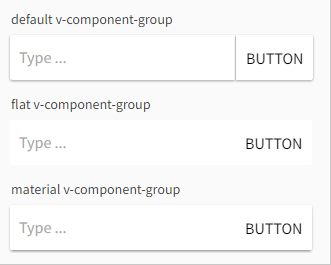 default v-component-group
Type ... BUTTON
flat v-component-group
Type ... BUTTON
material v-component-group
Type ... BUTTON